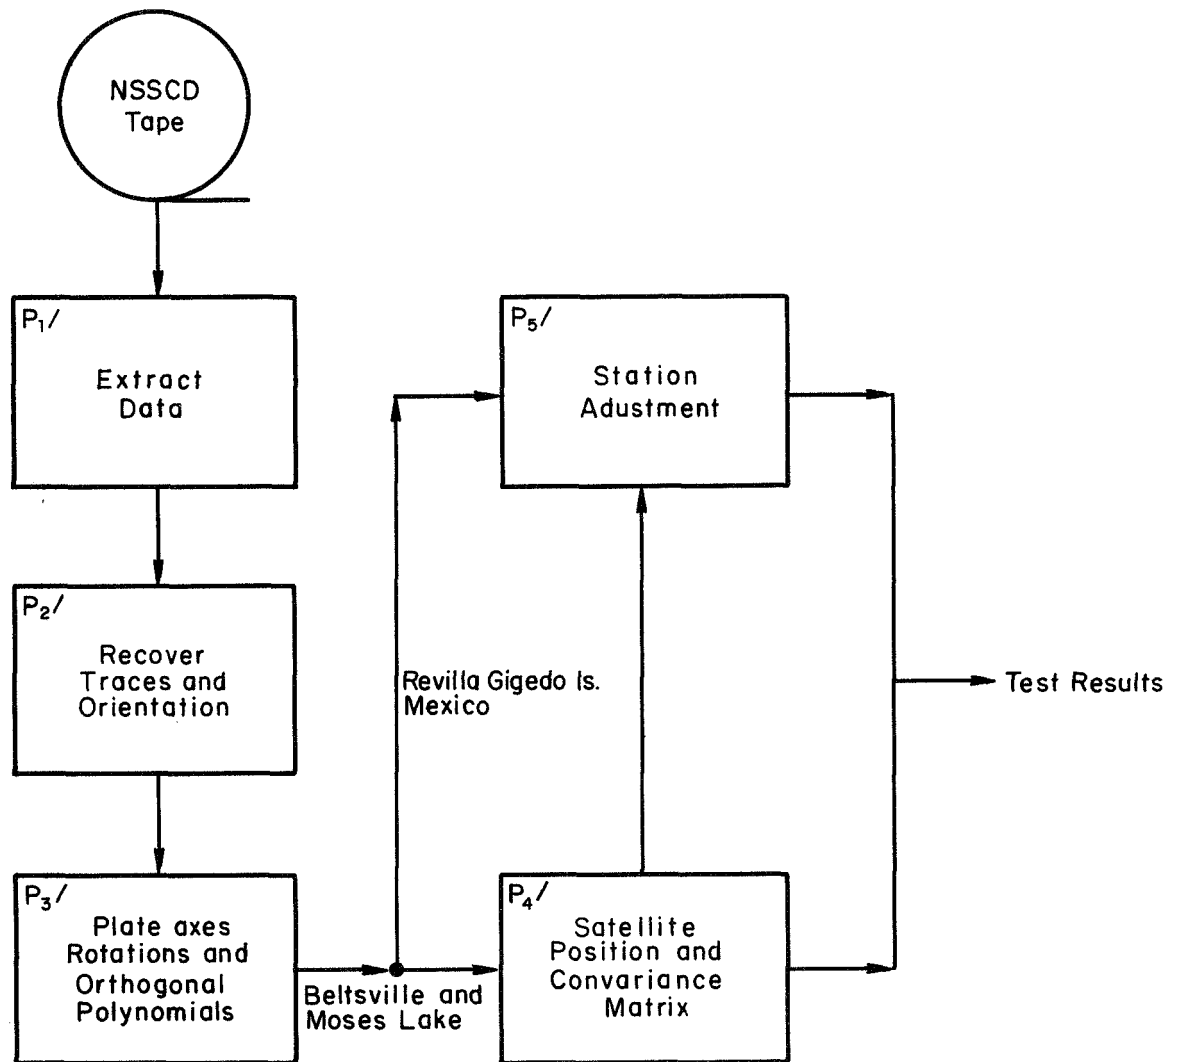 NSSCD
Tape
P₁/
Extract
Data
P₂/
Recover
Traces and
Orientation
P₃/
Plate axes
Rotations and
Orthogonal
Polynomials
Beltsville and
Moses Lake
Revilla Gigedo Is.
Mexico
P₄/
Satellite
Position and
Convariance
Matrix
P₅/
Station
Adustment
Test Results